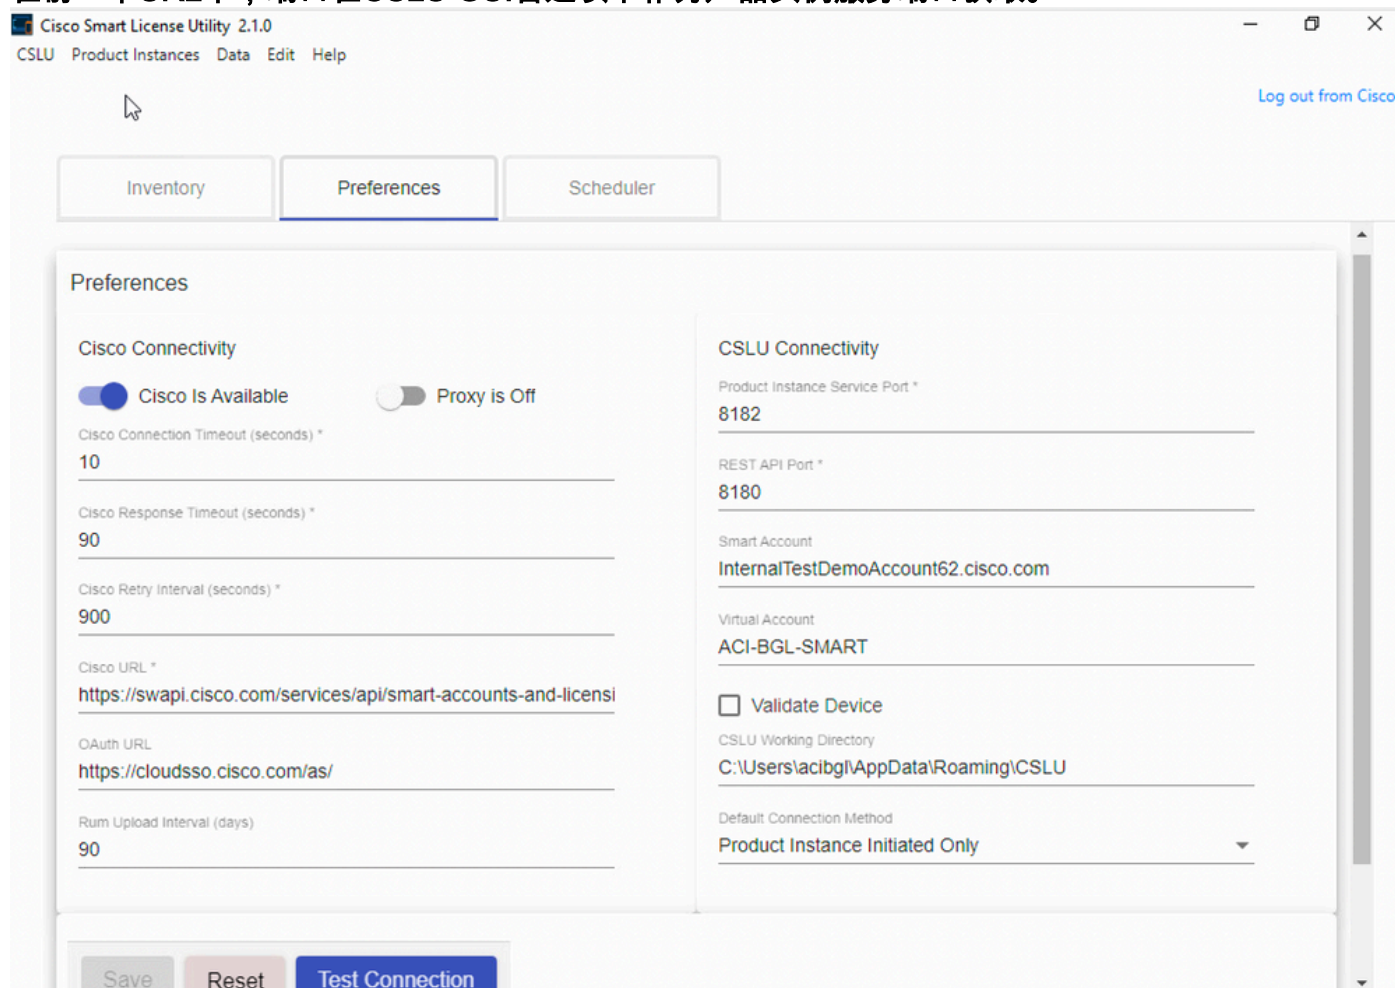 Cisco Smart License Utility 2.1.0
CSLU Product Instances Data Edit Help
Log out from Cisco
Inventory Preferences Scheduler
Preferences
Cisco Connectivity
Cisco Is Available Proxy is Off
Cisco Connection Timeout (seconds) *
10
Cisco Response Timeout (seconds) *
90
Cisco Retry Interval (seconds) *
900
Cisco URL *
https://swapi.cisco.com/services/api/smart-accounts-and-licensi
OAuth URL
https://cloudsso.cisco.com/as/
Rum Upload Interval (days)
90
CSLU Connectivity
Product Instance Service Port *
8182
REST API Port *
8180
Smart Account
InternalTestDemoAccount62.cisco.com
Virtual Account
ACI-BGL-SMART
Validate Device
CSLU Working Directory
C:\Users\acibgl\AppData\Roaming\CSLU
Default Connection Method
Product Instance Initiated Only
Save Reset Test Connection